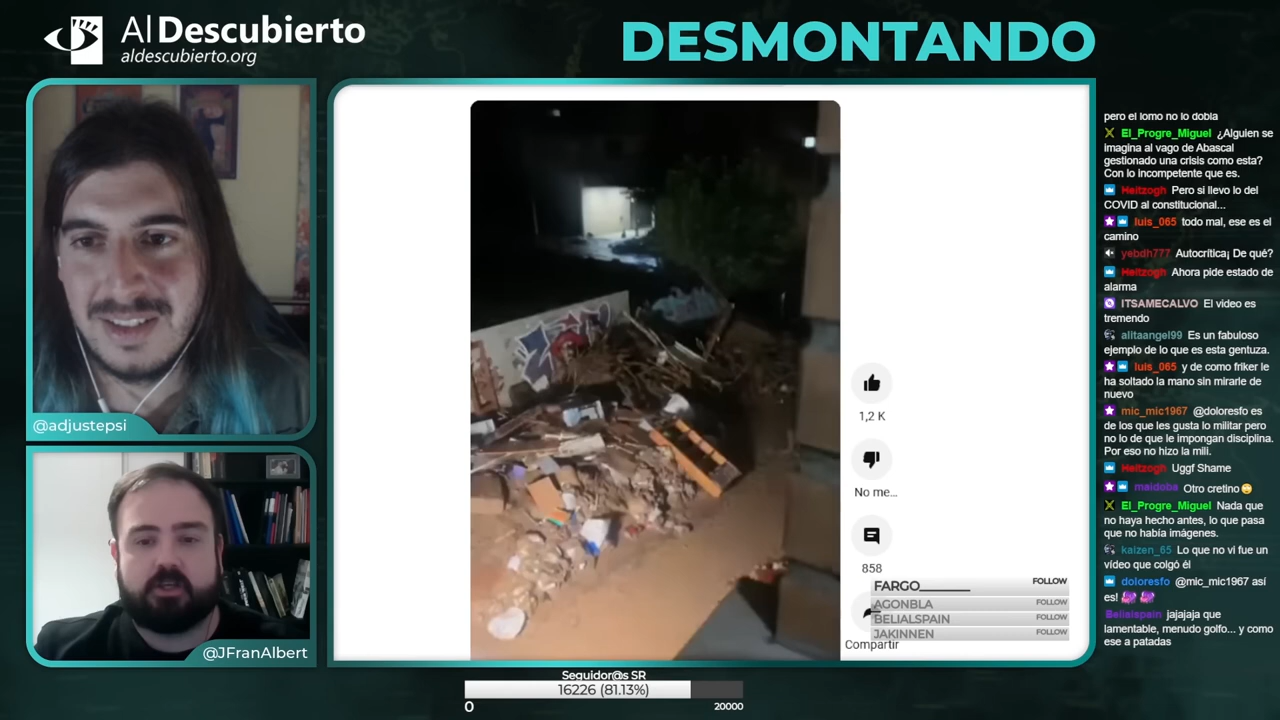 Al Descubierto
aldescubierto.org
DESMONTANDO
@adjustepsi
@JFranAlbert
1,2 K
No me...
858
Compartir
FARGO_______ FOLLOW
AGONBLA FOLLOW
BELIALSPAIN FOLLOW
JAKINNEN FOLLOW
Seguidor@s SR
16226 (81.13%)
0 20000
pero el lomo no lo dobla
El_Progre_Miguel ¿Alguien se
imagina al vago de Abascal
gestionado una crisis como esta?
Con lo incompetente que es.
Heitzogh Pero si llevo lo del
COVID al constitucional...
luis_065 todo mal, ese es el
camino
yebdh777 Autocrítica¡ De qué?
Heitzogh Ahora pide estado de
alarma
ITSAMECALVO El video es
tremendo
alitaangel99 Es un fabuloso
ejemplo de lo que es esta gentuza.
luis_065 y de como friker le
ha soltado la mano sin mirarle de
nuevo
mic_mic1967 @doloresfo es
de los que les gusta lo militar pero
no lo de que le impongan disciplina.
Por eso no hizo la mili.
Heitzogh Uggf Shame
maidoba Otro cretino🙄
El_Progre_Miguel Nada que
no haya hecho antes, lo que pasa
que no había imágenes.
kaizen_65 Lo que no vi fue un
vídeo que colgó él
doloresfo @mic_mic1967 así
es!
Belialspain jajajaja que
lamentable, menudo golfo... y como
ese a patadas